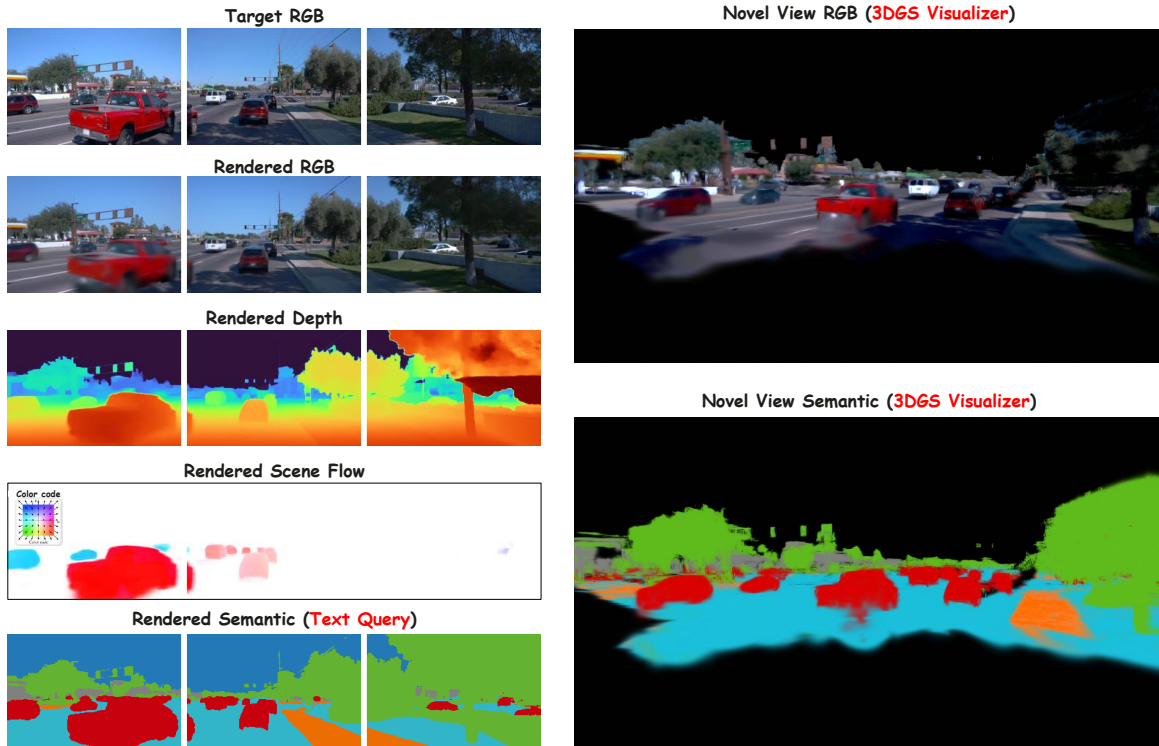 Target RGB
Rendered RGB
Rendered Depth
Rendered Scene Flow
Color code
Rendered Semantic (Text Query)
Novel View RGB (3DGS Visualizer)
Novel View Semantic (3DGS Visualizer)